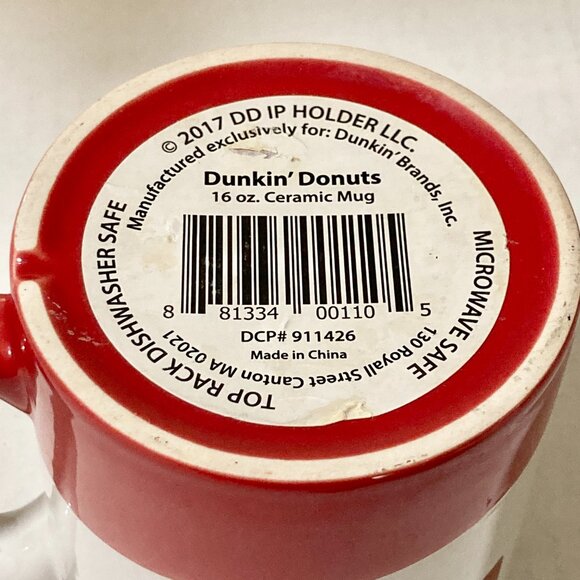 © 2017 DD IP HOLDER LLC.
Manufactured exclusively for: Dunkin' Brands, Inc.
Dunkin' Donuts
16 oz. Ceramic Mug
8 81334 00110 5
DCP# 911426
Made in China
130 Royall Street Canton MA 02021
TOP RACK DISHWASHER SAFE
MICROWAVE SAFE